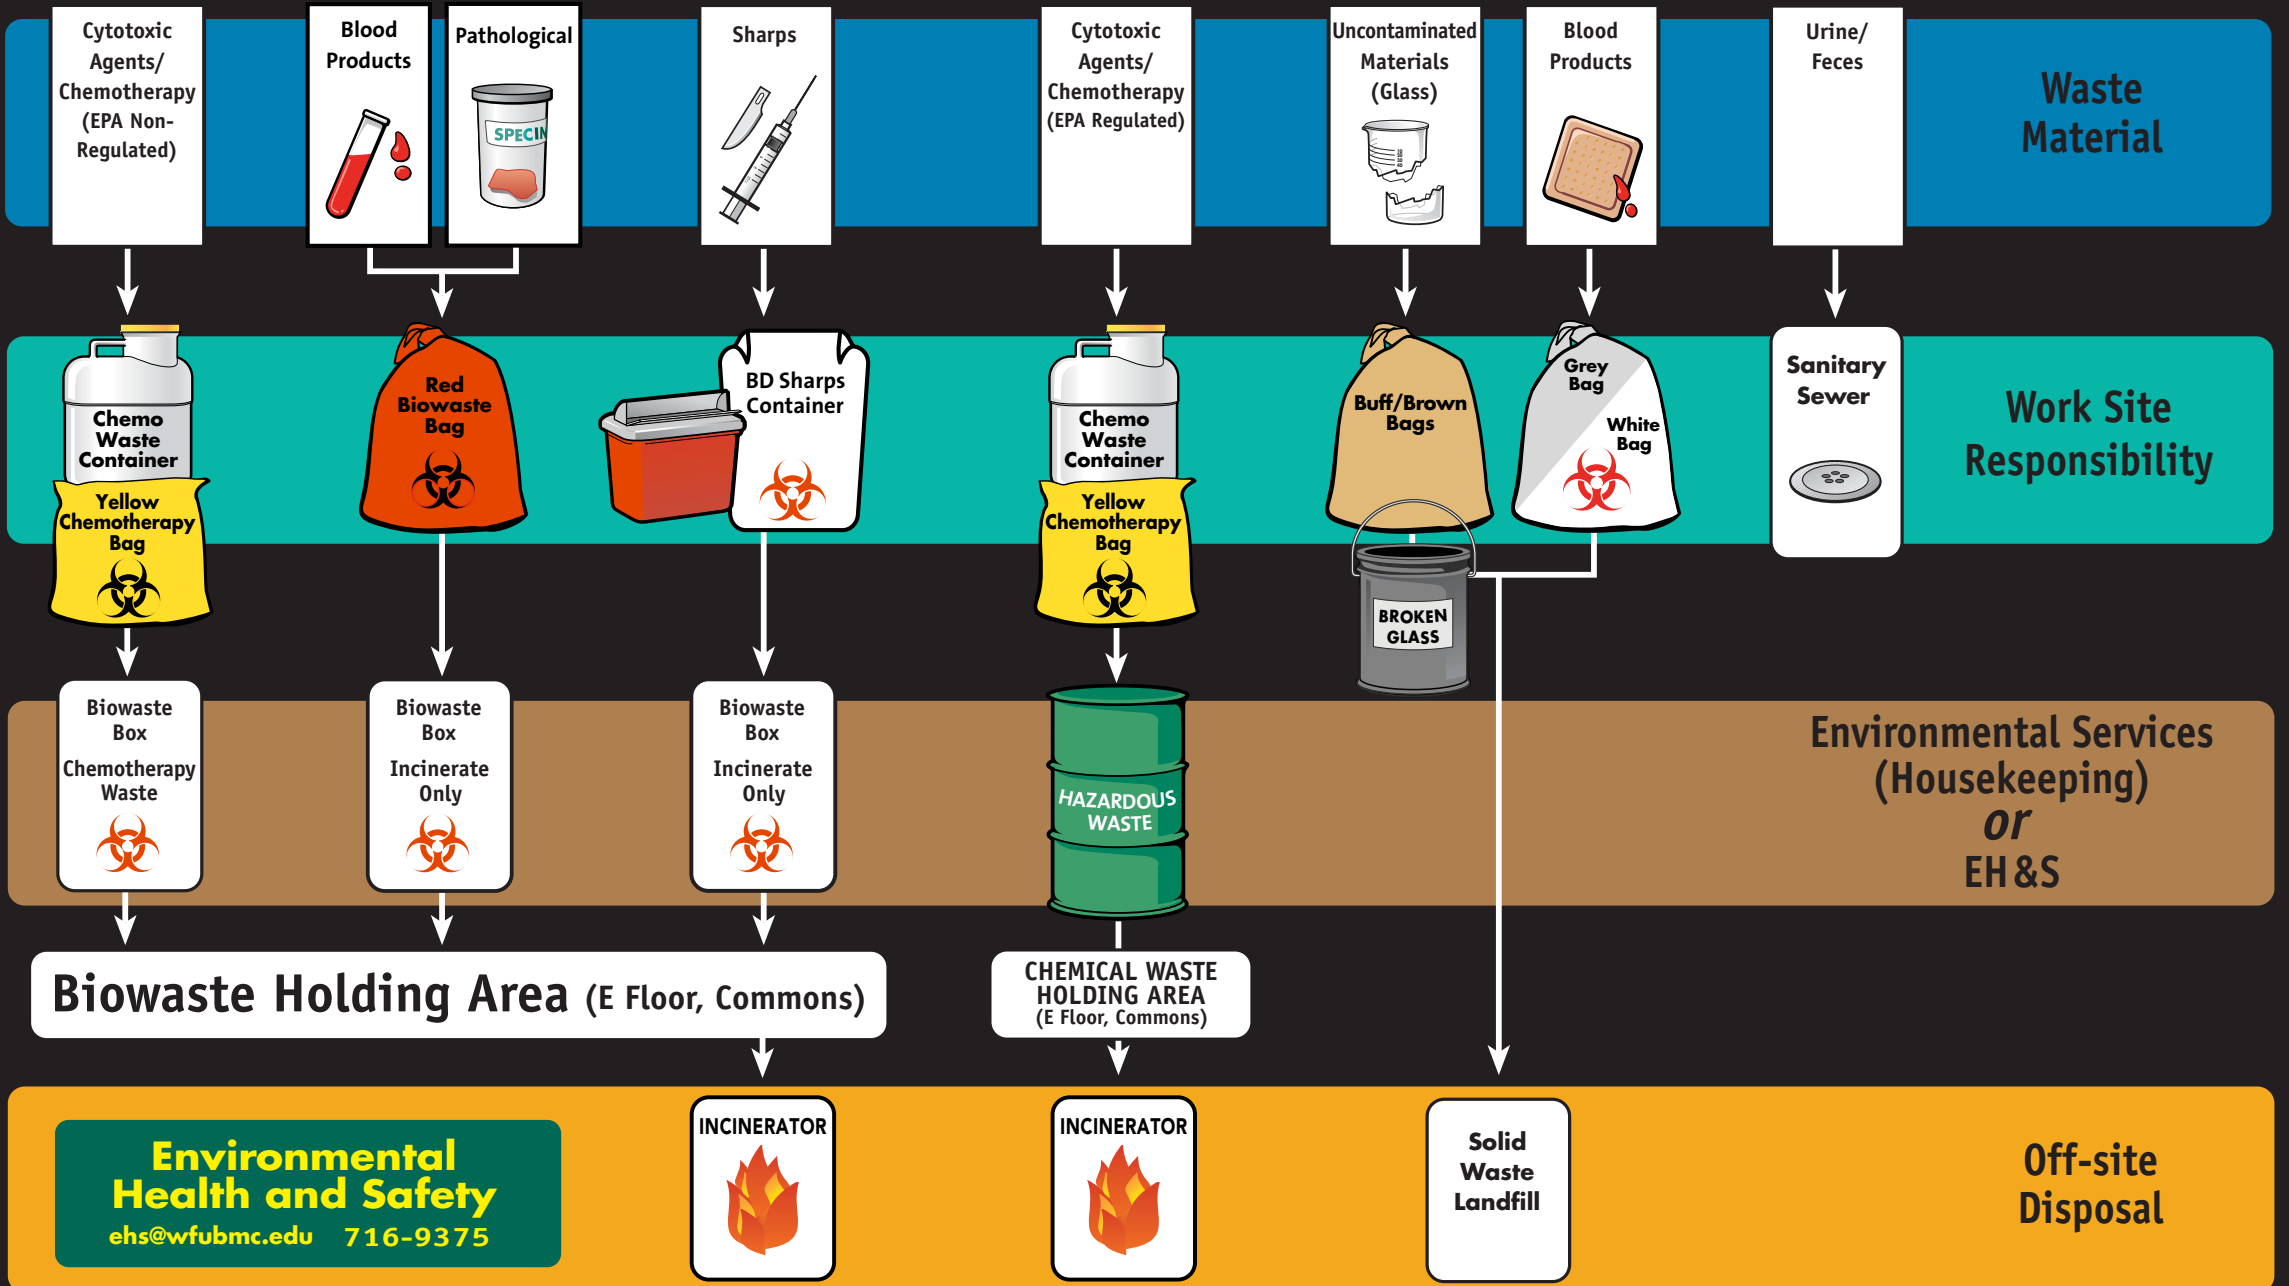 Cytotoxic
Agents/
Chemotherapy
(EPA Non-
Regulated)
Blood
Products
Pathological
SPECIN
Sharps
Cytotoxic
Agents/
Chemotherapy
(EPA Regulated)
Uncontaminated
Materials
(Glass)
Blood
Products
Urine/
Feces
Waste
Material
Chemo
Waste
Container
Yellow
Chemotherapy
Bag
Red
Biowaste
Bag
BD Sharps
Container
Chemo
Waste
Container
Yellow
Chemotherapy
Bag
Buff/Brown
Bags
BROKEN
GLASS
Grey
Bag
White
Bag
Sanitary
Sewer
Work Site
Responsibility
Biowaste
Box
Chemotherapy
Waste
Biowaste
Box
Incinerate
Only
Biowaste
Box
Incinerate
Only
HAZARDOUS
WASTE
Environmental Services
(Housekeeping)
or
EH&S
Biowaste Holding Area (E Floor, Commons)
CHEMICAL WASTE
HOLDING AREA
(E Floor, Commons)
Environmental
Health and Safety
ehs@wfubmc.edu 716-9375
INCINERATOR
INCINERATOR
Solid
Waste
Landfill
Off-site
Disposal